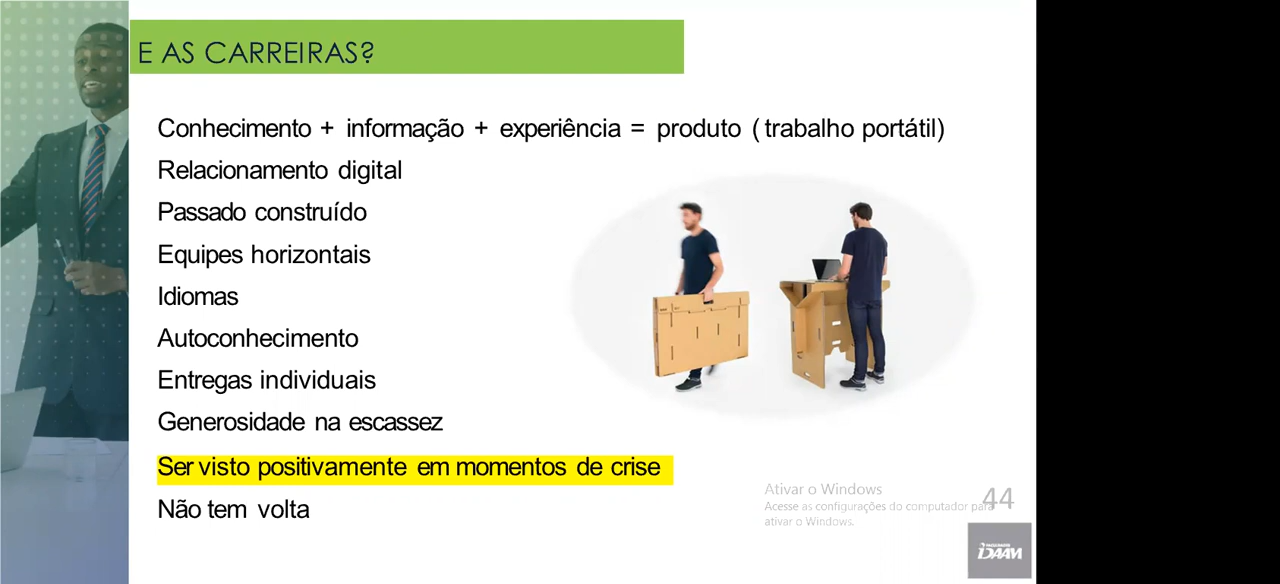 E AS CARREIRAS?
Conhecimento + informação + experiência = produto (trabalho portátil)
Relacionamento digital
Passado construído
Equipes horizontais
Idiomas
Autoconhecimento
Entregas individuais
Generosidade na escassez
Ser visto positivamente em momentos de crise
Não tem volta
Ativar o Windows
Acesse as configurações do computador para
ativar o Windows.
44
IDAAM